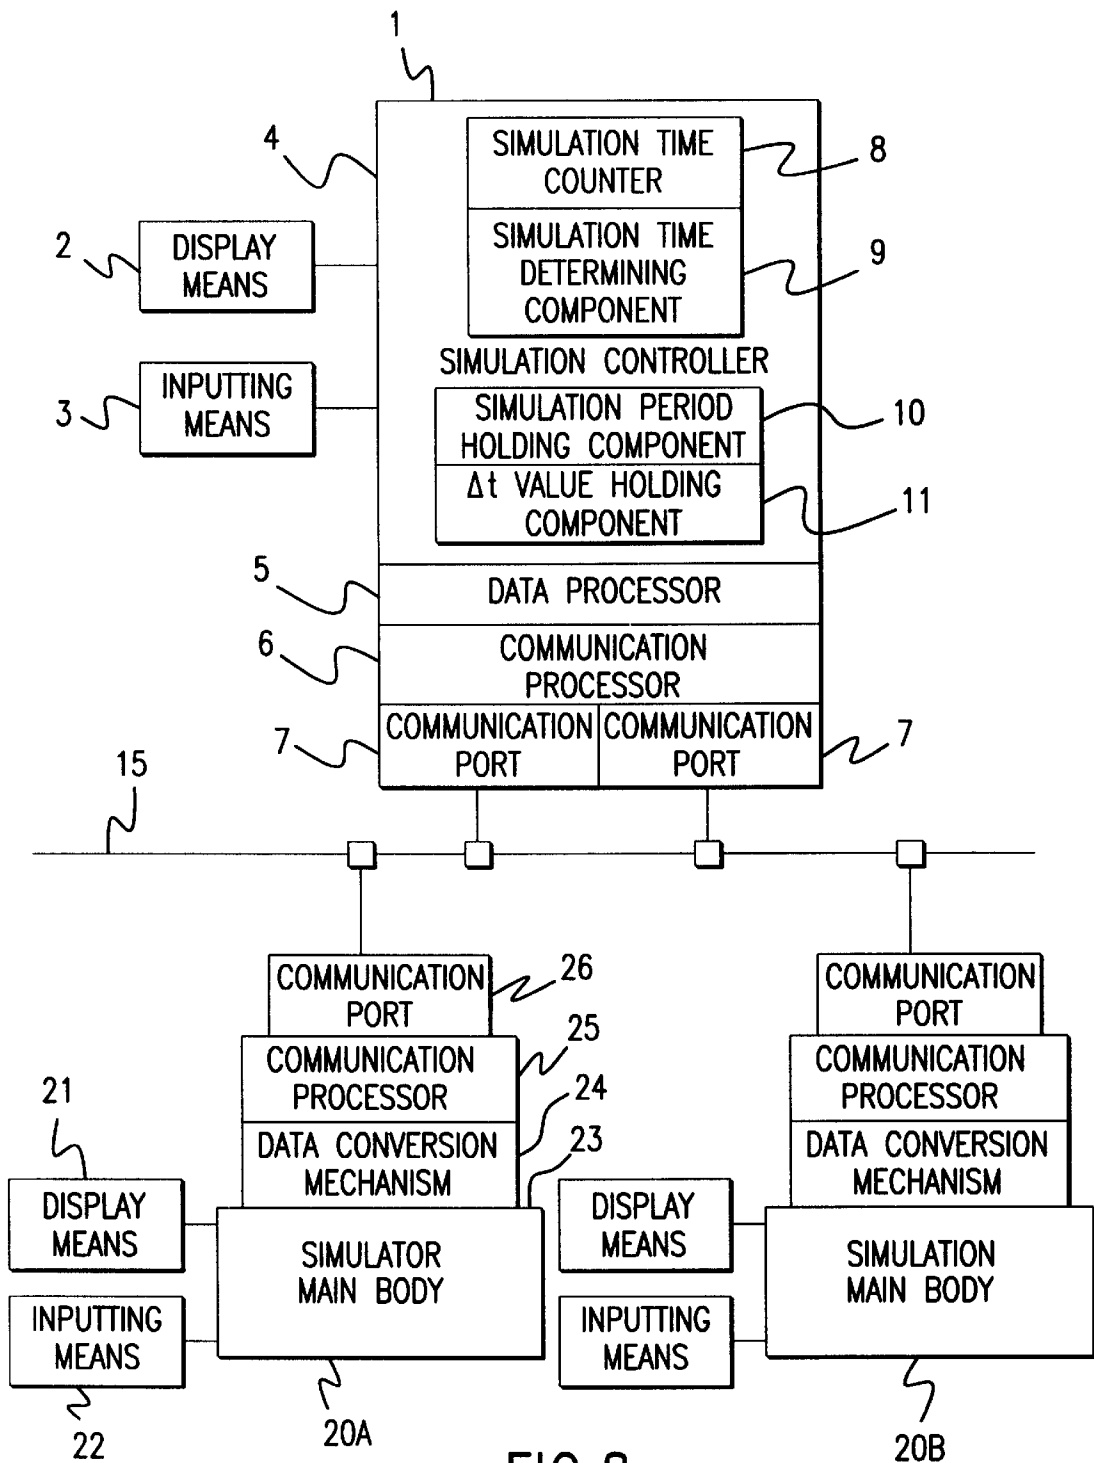 1
4
SIMULATION TIME
COUNTER
8
2
DISPLAY
MEANS
SIMULATION TIME
DETERMINING
COMPONENT
9
SIMULATION CONTROLLER
3
INPUTTING
MEANS
SIMULATION PERIOD
HOLDING COMPONENT
10
Δt VALUE HOLDING
COMPONENT
11
5
DATA PROCESSOR
6
COMMUNICATION
PROCESSOR
7
COMMUNICATION
PORT
COMMUNICATION
PORT
7
15
COMMUNICATION
PORT
26
COMMUNICATION
PROCESSOR
25
DATA CONVERSION
MECHANISM
24
23
21
DISPLAY
MEANS
SIMULATOR
MAIN BODY
INPUTTING
MEANS
22
20A
COMMUNICATION
PORT
COMMUNICATION
PROCESSOR
DATA CONVERSION
MECHANISM
DISPLAY
MEANS
SIMULATION
MAIN BODY
INPUTTING
MEANS
20B